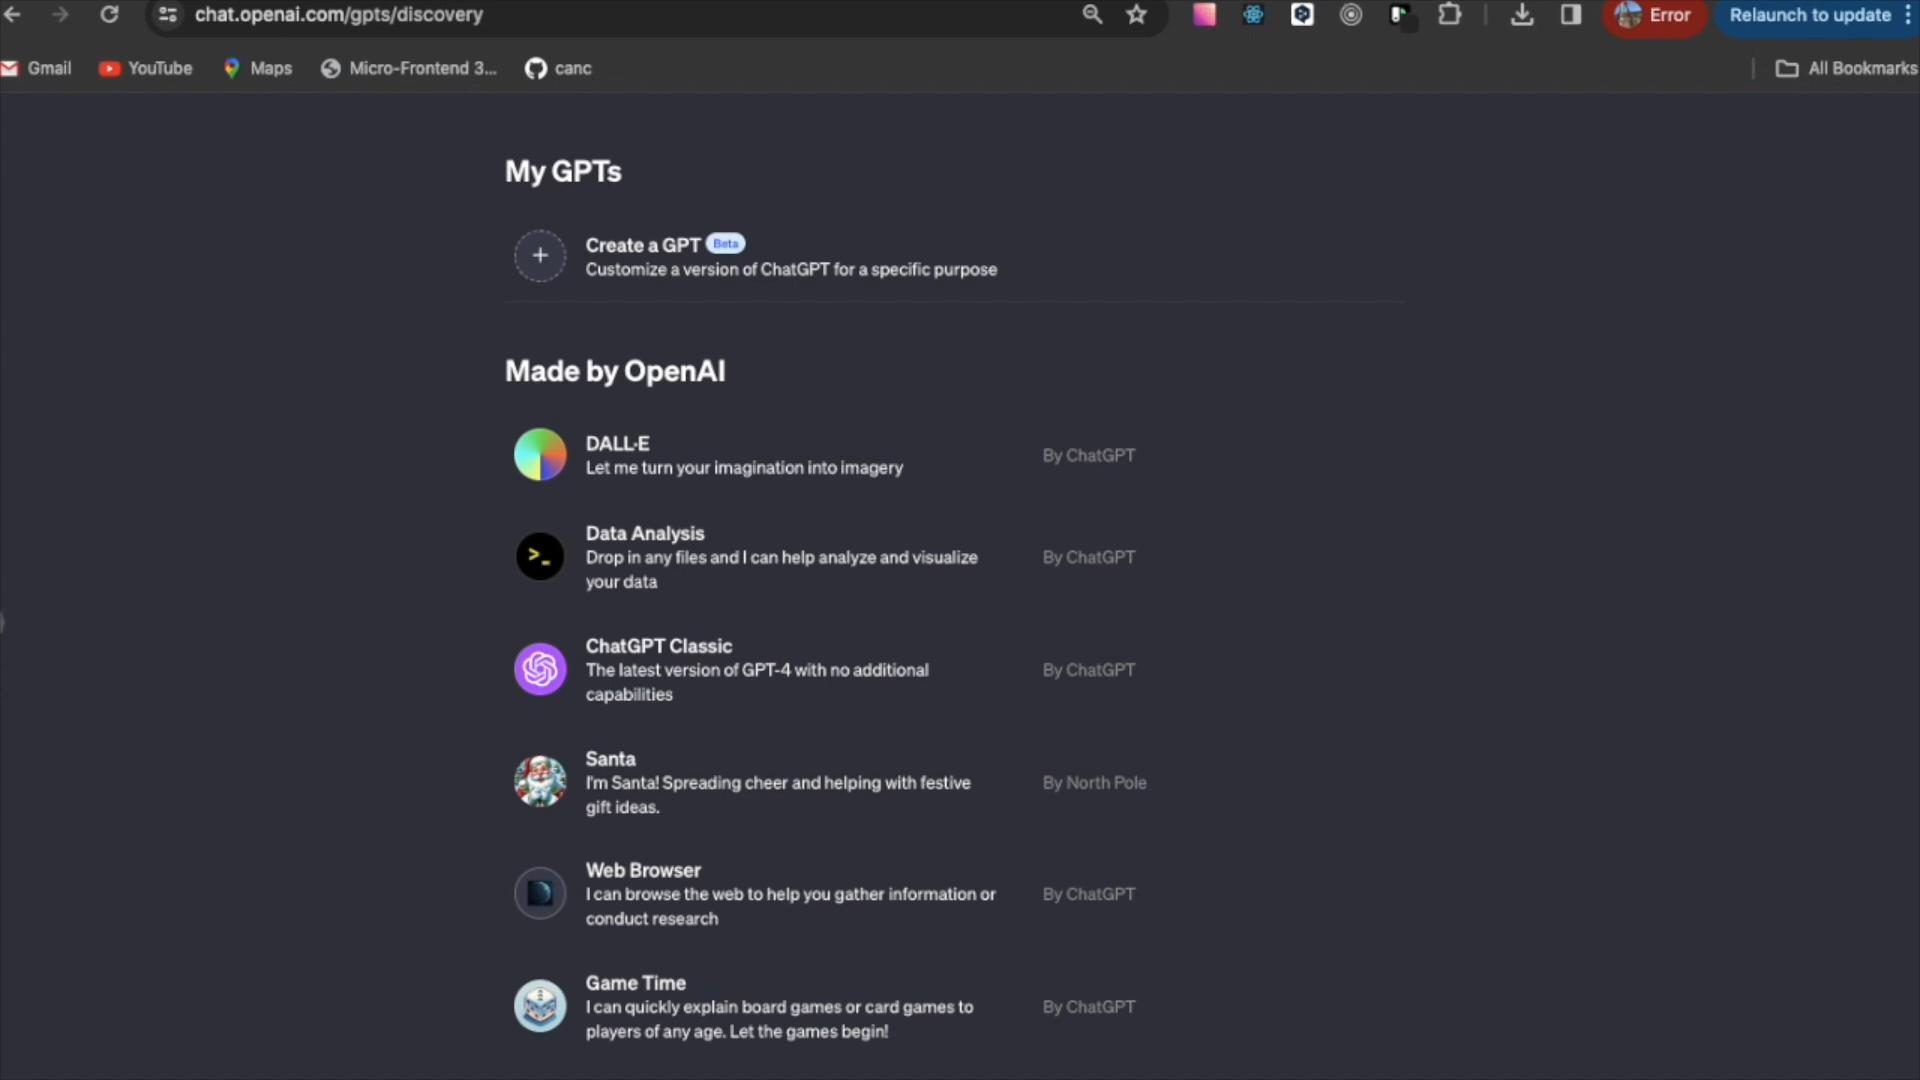 chat.openai.com/gpts/discovery
Error
Relaunch to update
Gmail
YouTube
Maps
Micro-Frontend 3...
canc
All Bookmarks
My GPTs
Create a GPT Beta
Customize a version of ChatGPT for a specific purpose
Made by OpenAI
DALL·E
Let me turn your imagination into imagery
By ChatGPT
Data Analysis
Drop in any files and I can help analyze and visualize
your data
By ChatGPT
ChatGPT Classic
The latest version of GPT-4 with no additional
capabilities
By ChatGPT
Santa
I'm Santa! Spreading cheer and helping with festive
gift ideas.
By North Pole
Web Browser
I can browse the web to help you gather information or
conduct research
By ChatGPT
Game Time
I can quickly explain board games or card games to
players of any age. Let the games begin!
By ChatGPT